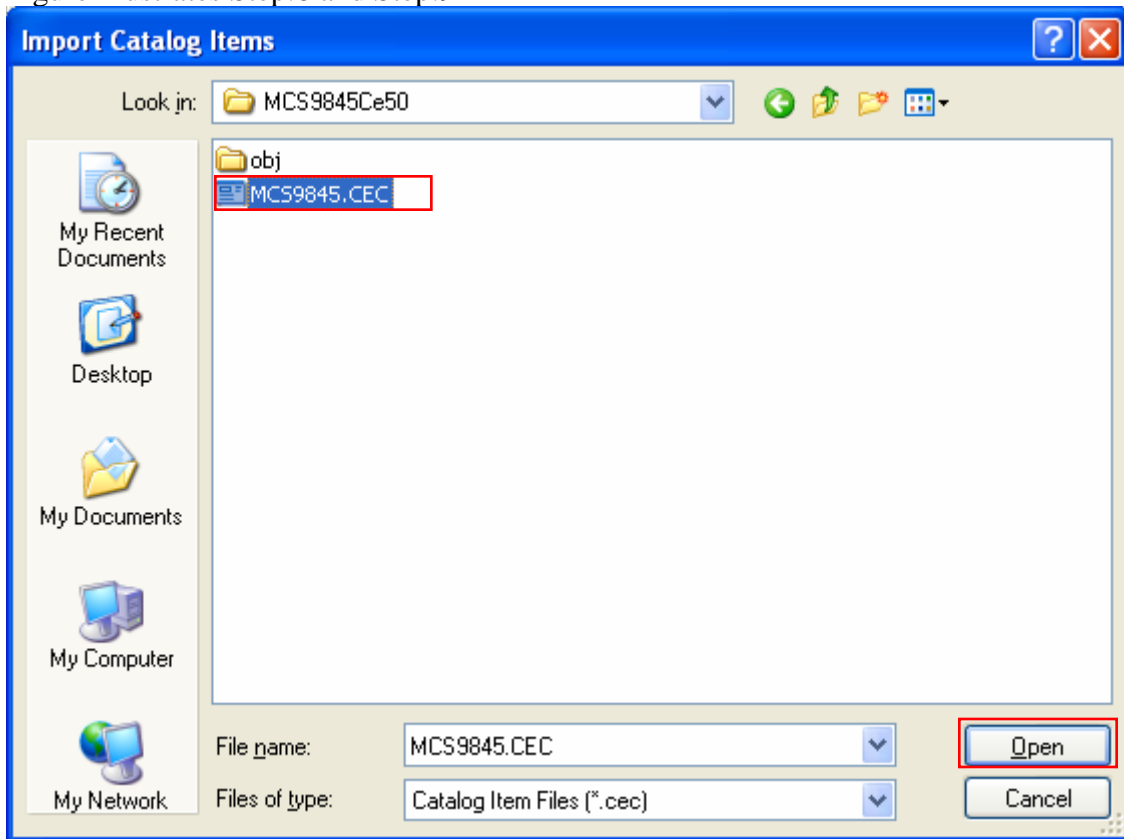 Import Catalog Items
Look in:
MCS9845Ce50
obj
MCS9845.CEC
My Recent
Documents
Desktop
My Documents
My Computer
My Network
File name:
MCS9845.CEC
Open
Files of type:
Catalog Item Files (*.cec)
Cancel